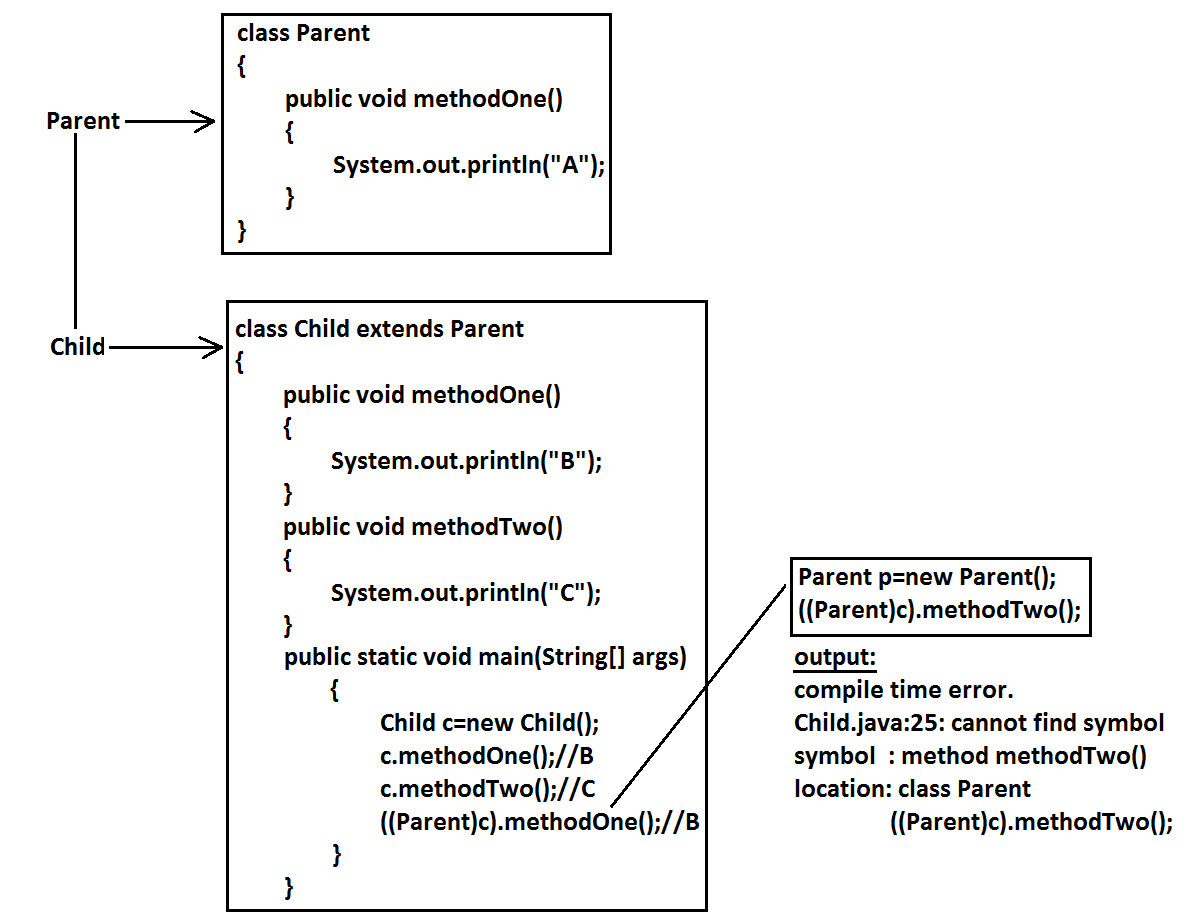 class Parent
{
public void methodOne()
{
System.out.println("A");
}
}
Parent
Child
class Child extends Parent
{
public void methodOne()
{
System.out.println("B");
}
public void methodTwo()
{
System.out.println("C");
}
public static void main(String[] args)
{
Child c=new Child();
c.methodOne();//B
c.methodTwo();//C
((Parent)c).methodOne();//B
}
}
Parent p=new Parent();
((Parent)c).methodTwo();
output:
compile time error.
Child.java:25: cannot find symbol
symbol : method methodTwo()
location: class Parent
((Parent)c).methodTwo();